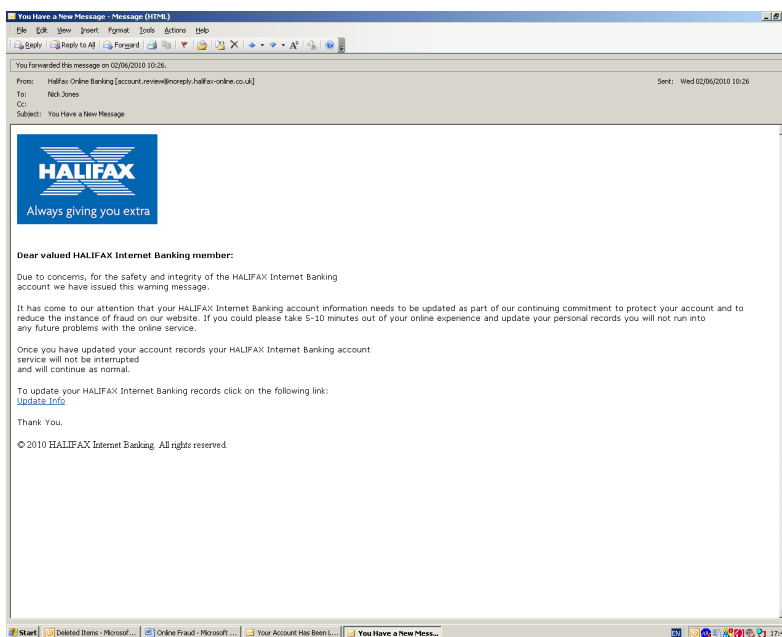 You Have a New Message - Message (HTML)
File Edit View Insert Format Tools Actions Help
Reply Reply to All Forward
You forwarded this message on 02/06/2010 10:26.
From: Halifax Online Banking [account.review@noreply.halifax-online.co.uk] Sent: Wed 02/06/2010 10:26
To: Nick Jones
Cc:
Subject: You Have a New Message
HALIFAX
Always giving you extra
Dear valued HALIFAX Internet Banking member:
Due to concerns, for the safety and integrity of the HALIFAX Internet Banking
account we have issued this warning message.
It has come to our attention that your HALIFAX Internet Banking account information needs to be updated as part of our continuing commitment to protect your account and to
reduce the instance of fraud on our website. If you could please take 5-10 minutes out of your online experience and update your personal records you will not run into
any future problems with the online service.
Once you have updated your account records your HALIFAX Internet Banking account
service will not be interrupted
and will continue as normal.
To update your HALIFAX Internet Banking records click on the following link:
Update Info
Thank You.
© 2010 HALIFAX Internet Banking. All rights reserved.
Start Deleted Items - Microsof... Online Fraud - Microsoft ... Your Account Has Been L... You Have a New Mess... EN